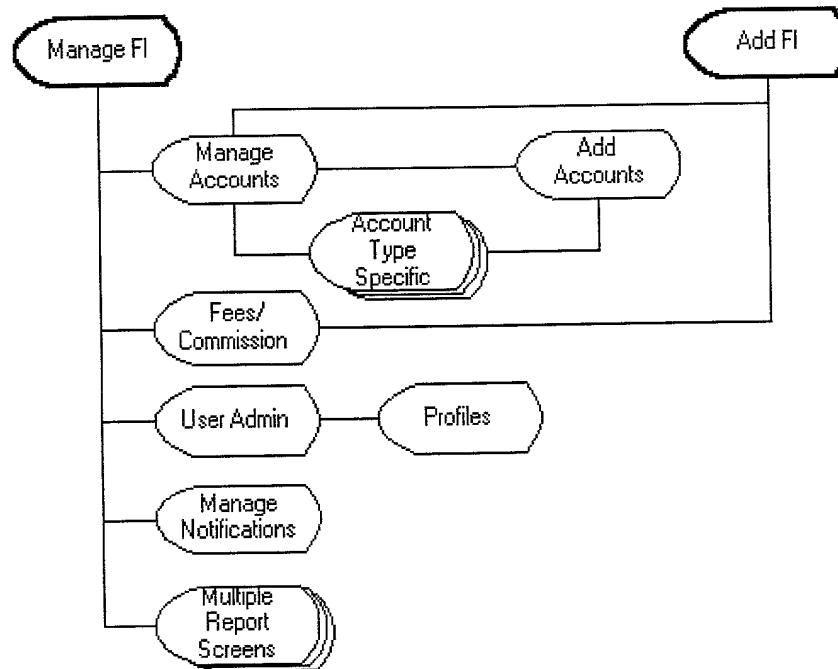 Manage FI
Add FI
Manage
Accounts
Add
Accounts
Account
Type
Specific
Fees/
Commission
User Admin
Profiles
Manage
Notifications
Multiple
Report
Screens